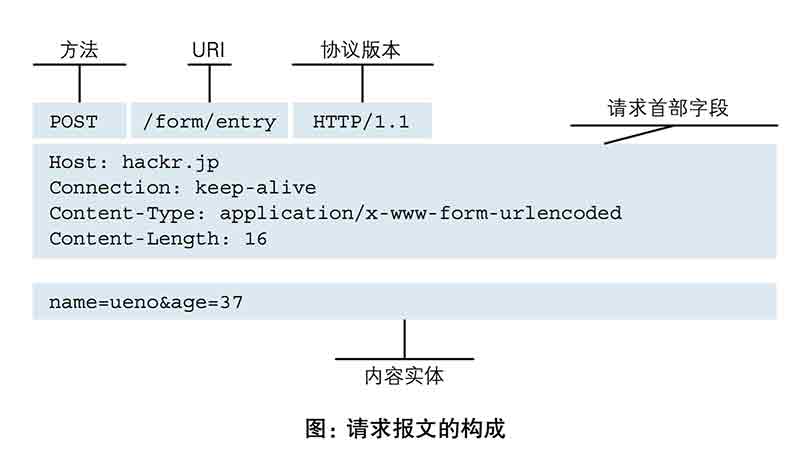 方法 URI 协议版本
请求首部字段
POST /form/entry HTTP/1.1
Host: hackr.jp
Connection: keep-alive
Content-Type: application/x-www-form-urlencoded
Content-Length: 16
name=ueno&age=37
内容实体
图：请求报文的构成